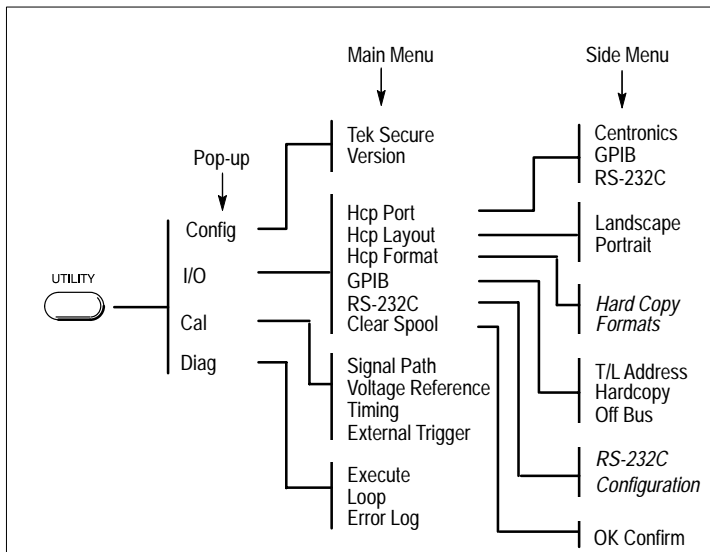 Main Menu
Side Menu
Pop-up
UTILITY
Config
I/O
Cal
Diag
Tek Secure
Version
Hcp Port
Hcp Layout
Hcp Format
GPIB
RS-232C
Clear Spool
Signal Path
Voltage Reference
Timing
External Trigger
Execute
Loop
Error Log
Centronics
GPIB
RS-232C
Landscape
Portrait
Hard Copy
Formats
T/L Address
Hardcopy
Off Bus
RS-232C
Configuration
OK Confirm